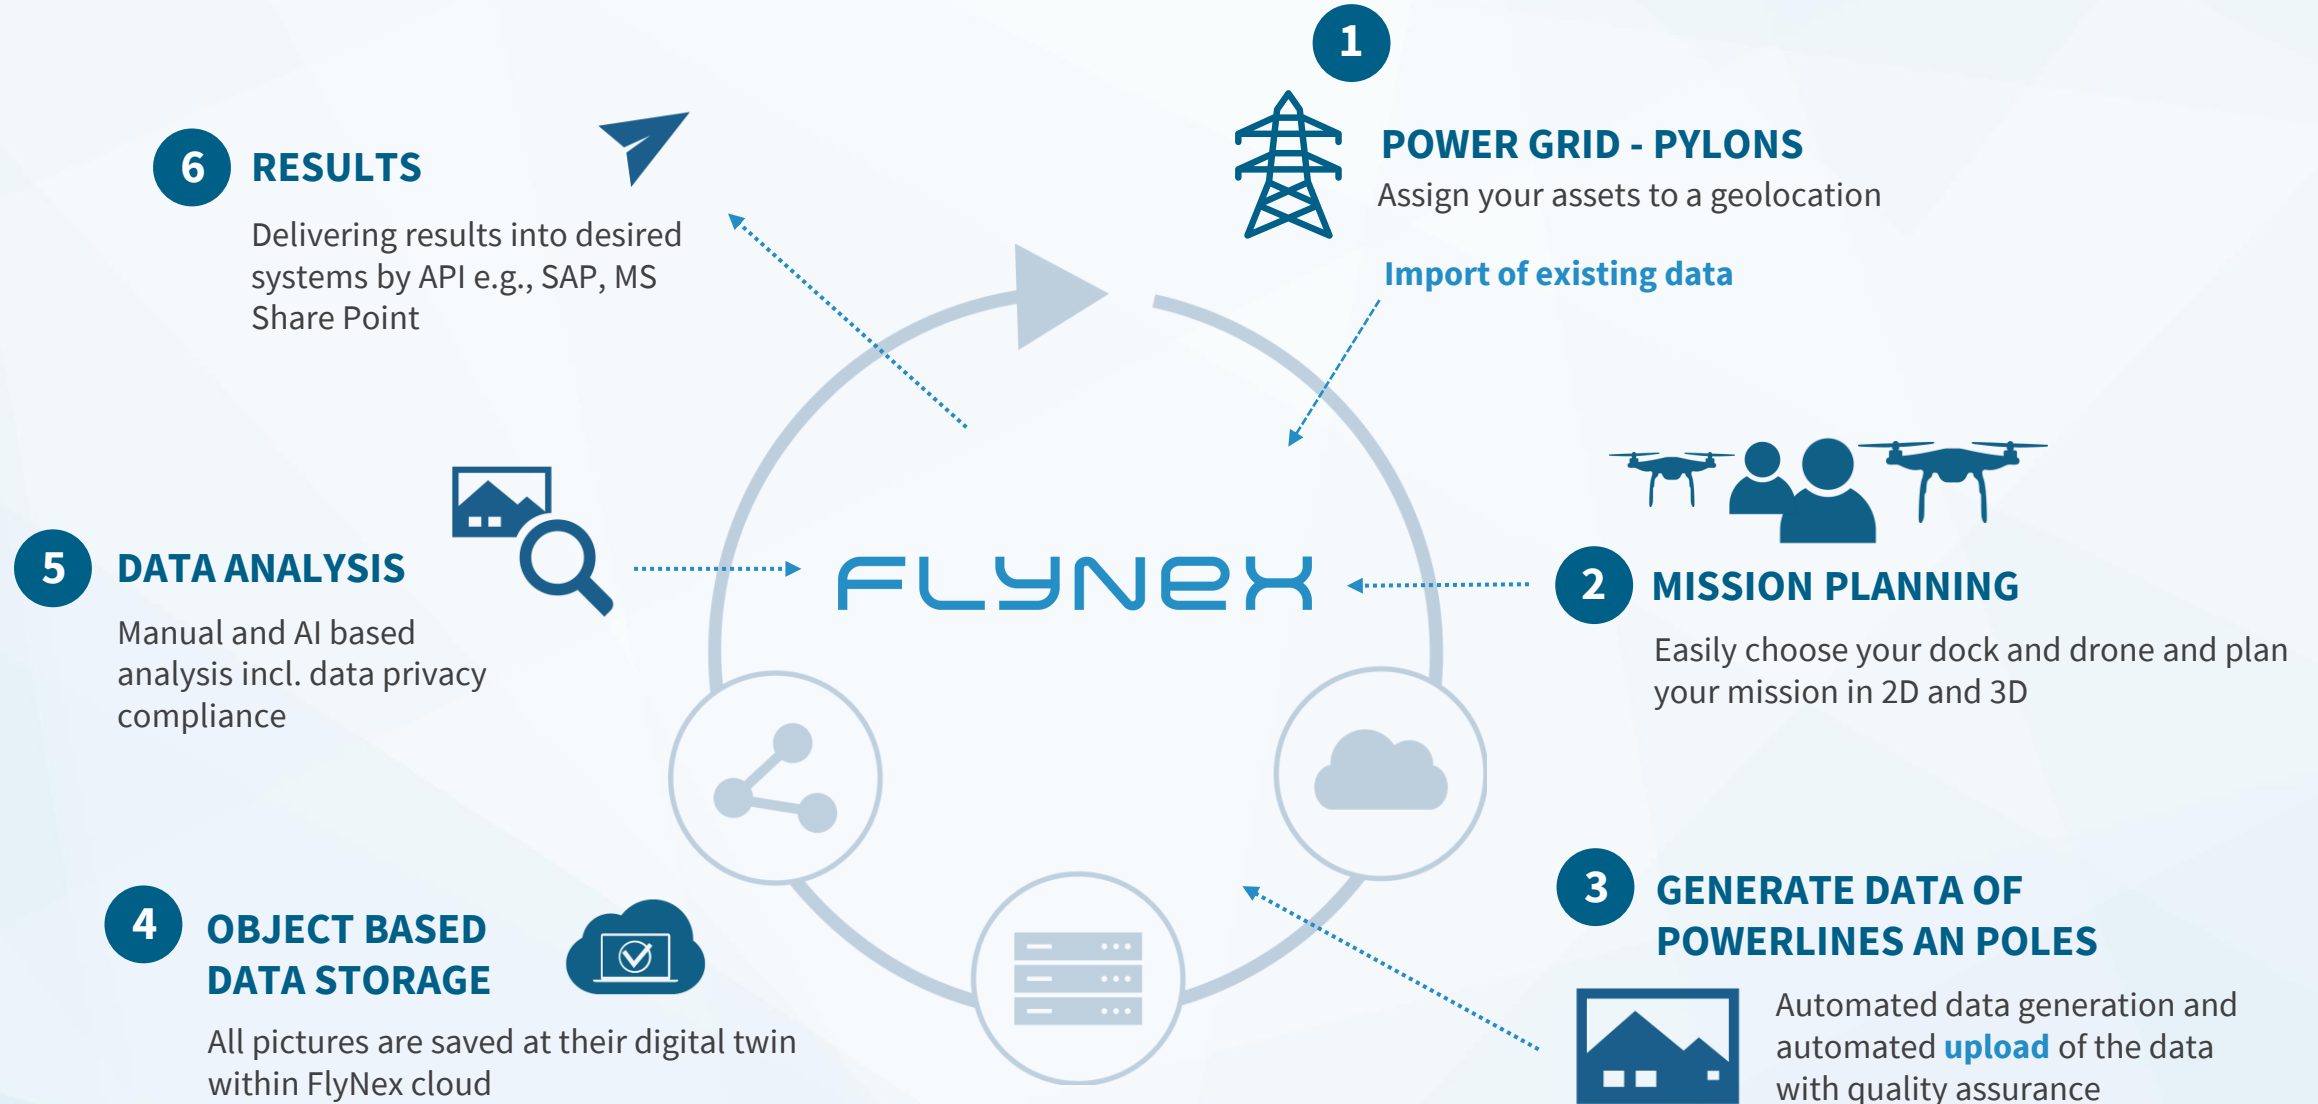 1
POWER GRID - PYLONS
Assign your assets to a geolocation
Import of existing data
2
MISSION PLANNING
Easily choose your dock and drone and plan
your mission in 2D and 3D
3
GENERATE DATA OF
POWERLINES AN POLES
Automated data generation and
automated upload of the data
with quality assurance
4
OBJECT BASED
DATA STORAGE
All pictures are saved at their digital twin
within FlyNex cloud
5
DATA ANALYSIS
Manual and AI based
analysis incl. data privacy
compliance
6
RESULTS
Delivering results into desired
systems by API e.g., SAP, MS
Share Point
FLYNEX